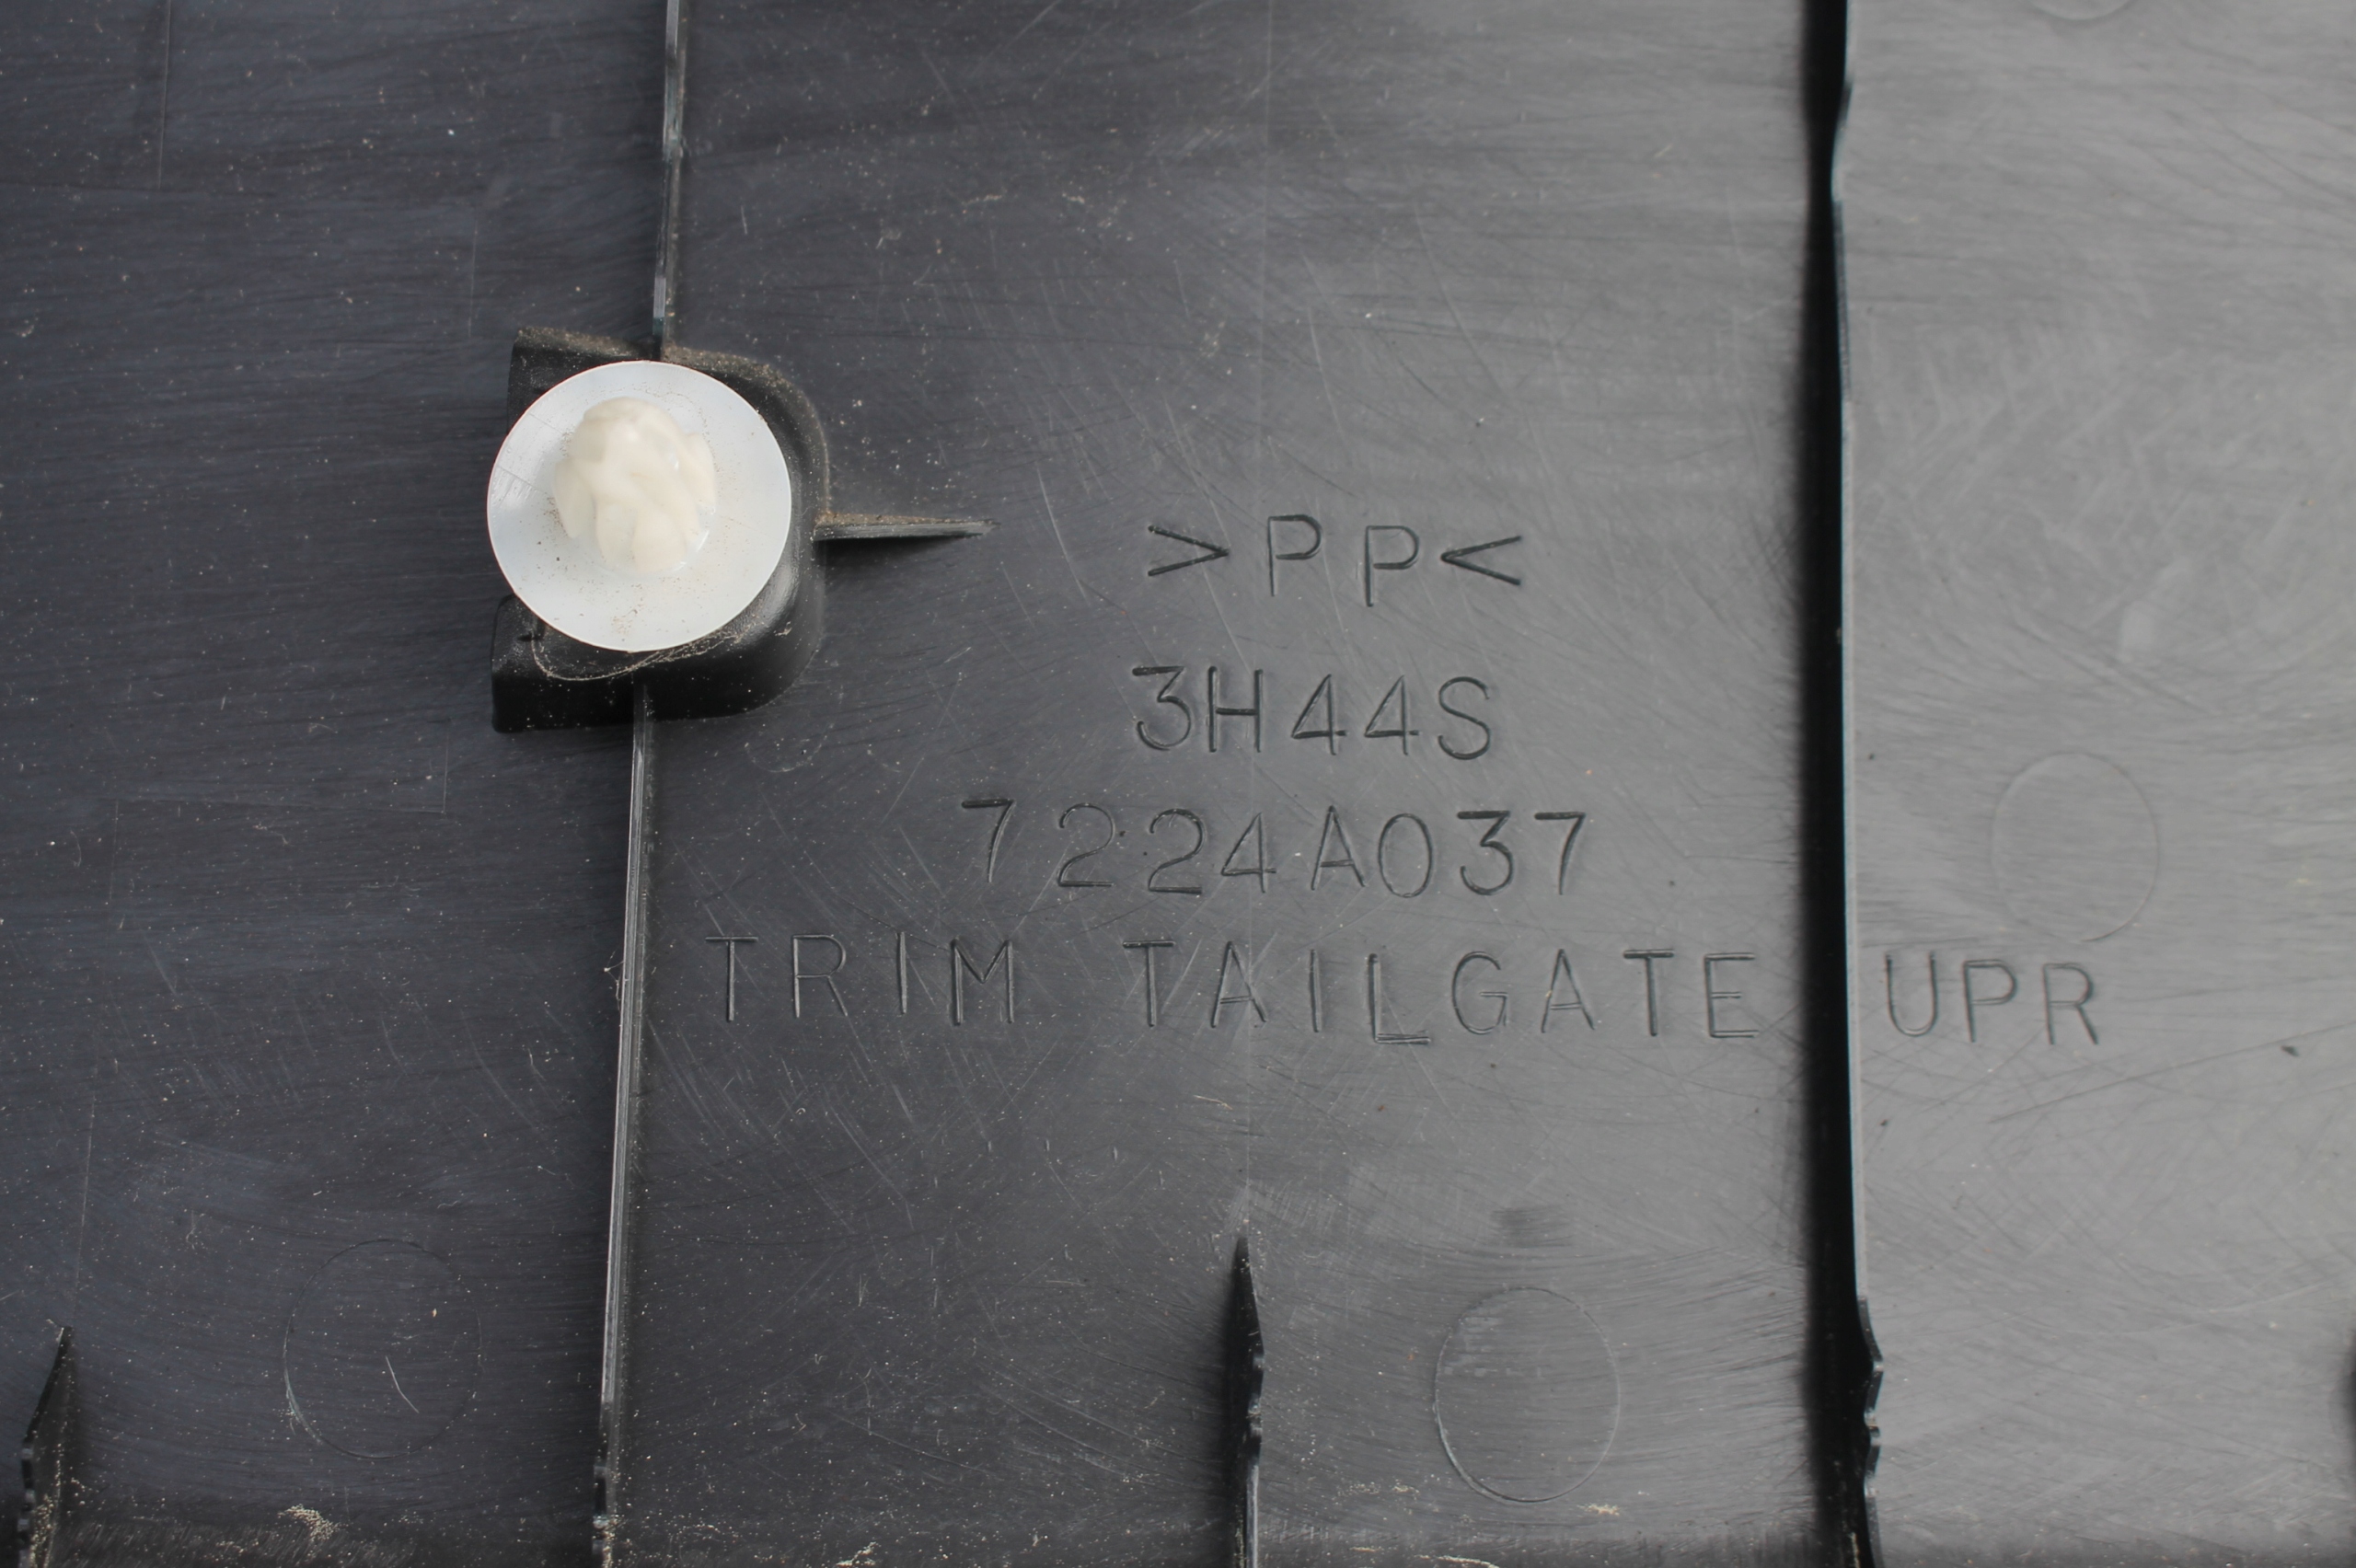 >PP<
3H44S
7224A037
TRIM TAILGATE UPR